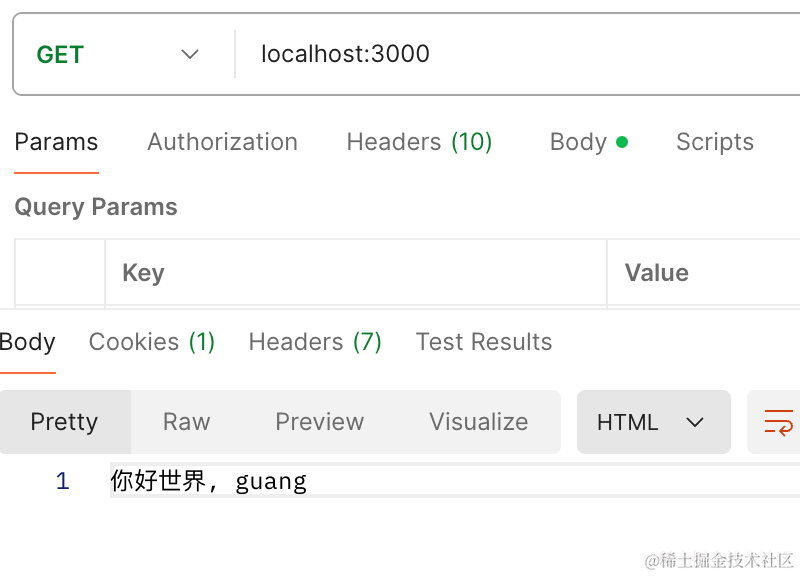 GET localhost:3000
Params Authorization Headers (10) Body Scripts
Query Params
Key Value
Body Cookies (1) Headers (7) Test Results
Pretty Raw Preview Visualize HTML
1 你好世界, guang
@稀土掘金技术社区